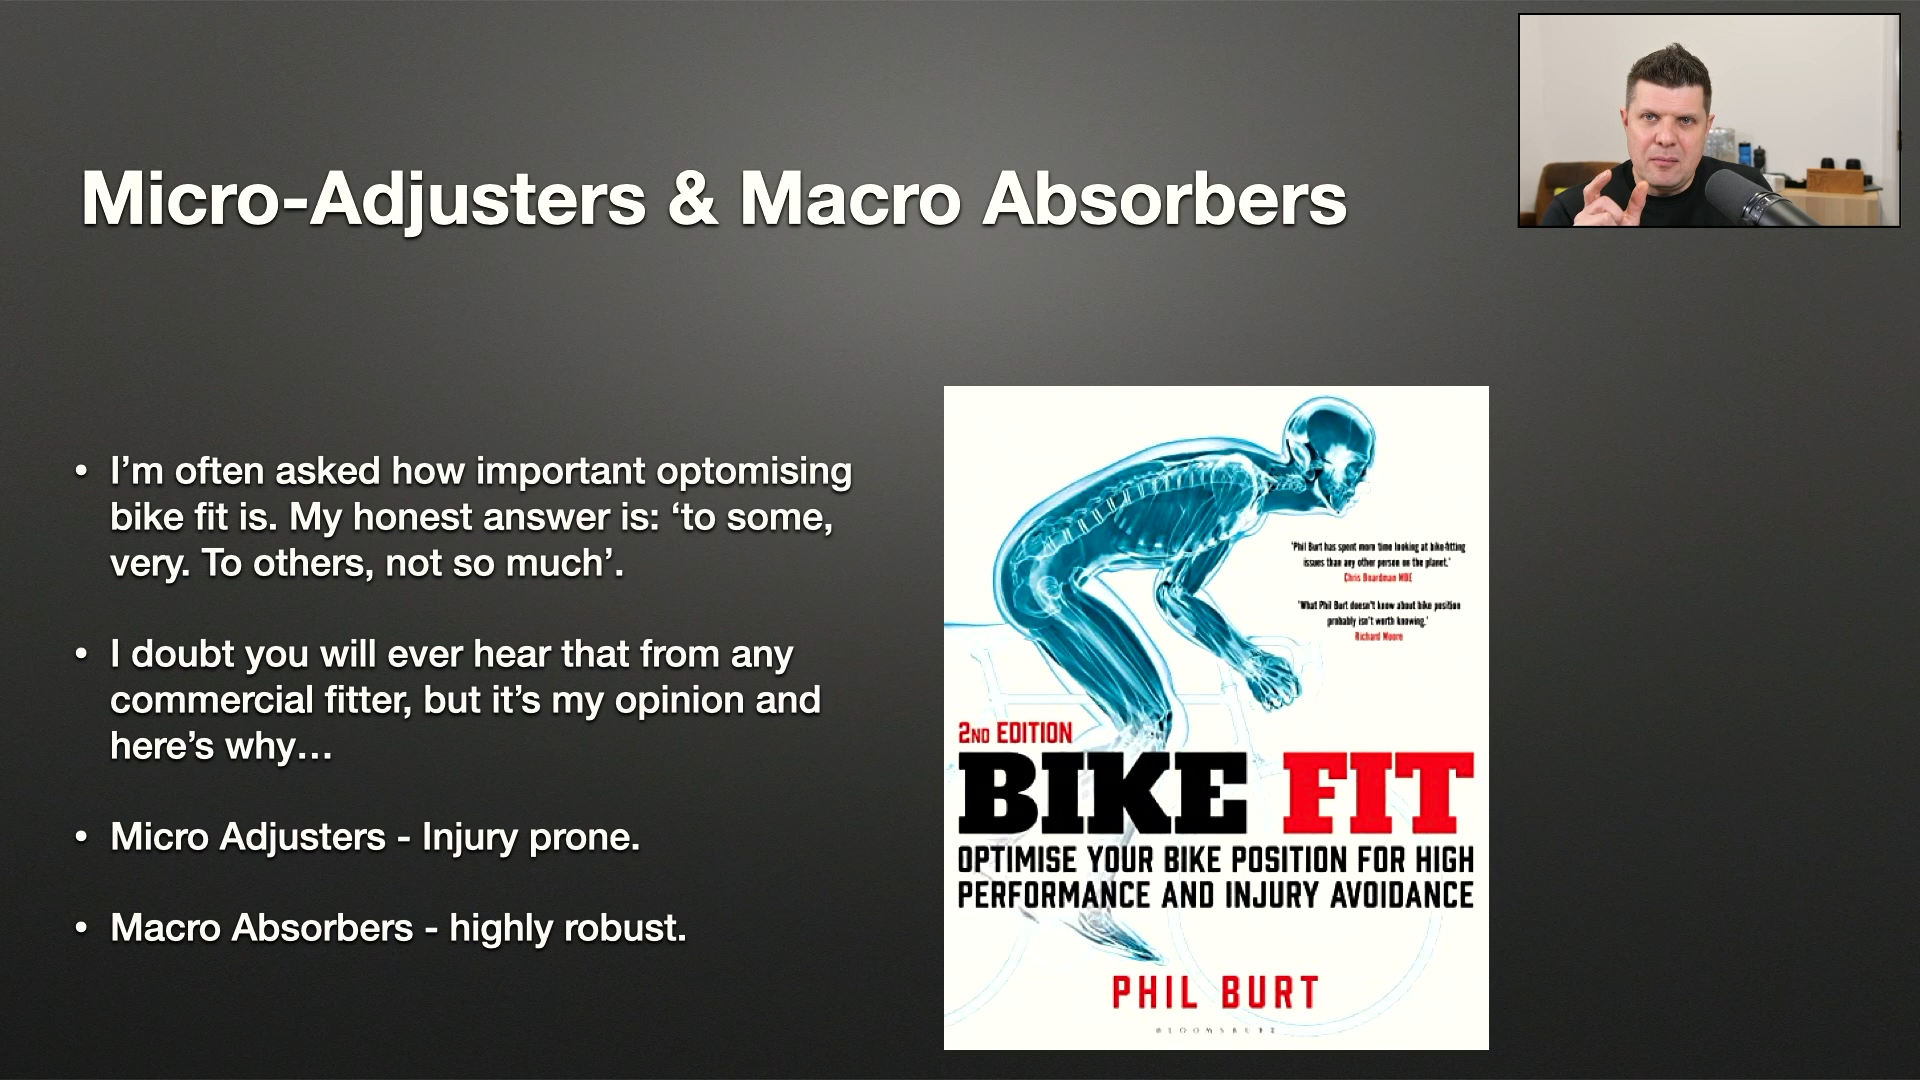 Micro-Adjusters & Macro Absorbers
• I’m often asked how important optomising
bike fit is. My honest answer is: ‘to some,
very. To others, not so much’.
• I doubt you will ever hear that from any
commercial fitter, but it’s my opinion and
here’s why…
• Micro Adjusters - Injury prone.
• Macro Absorbers - highly robust.
'Phil Burt has spent more time looking at bike-fitting
issues than any other person on the planet.'
Chris Boardman MBE
'What Phil Burt doesn't know about bike position
probably isn't worth knowing.'
Richard Moore
2ND EDITION
BIKE FIT
OPTIMISE YOUR BIKE POSITION FOR HIGH
PERFORMANCE AND INJURY AVOIDANCE
PHIL BURT
BLOOMSBURY